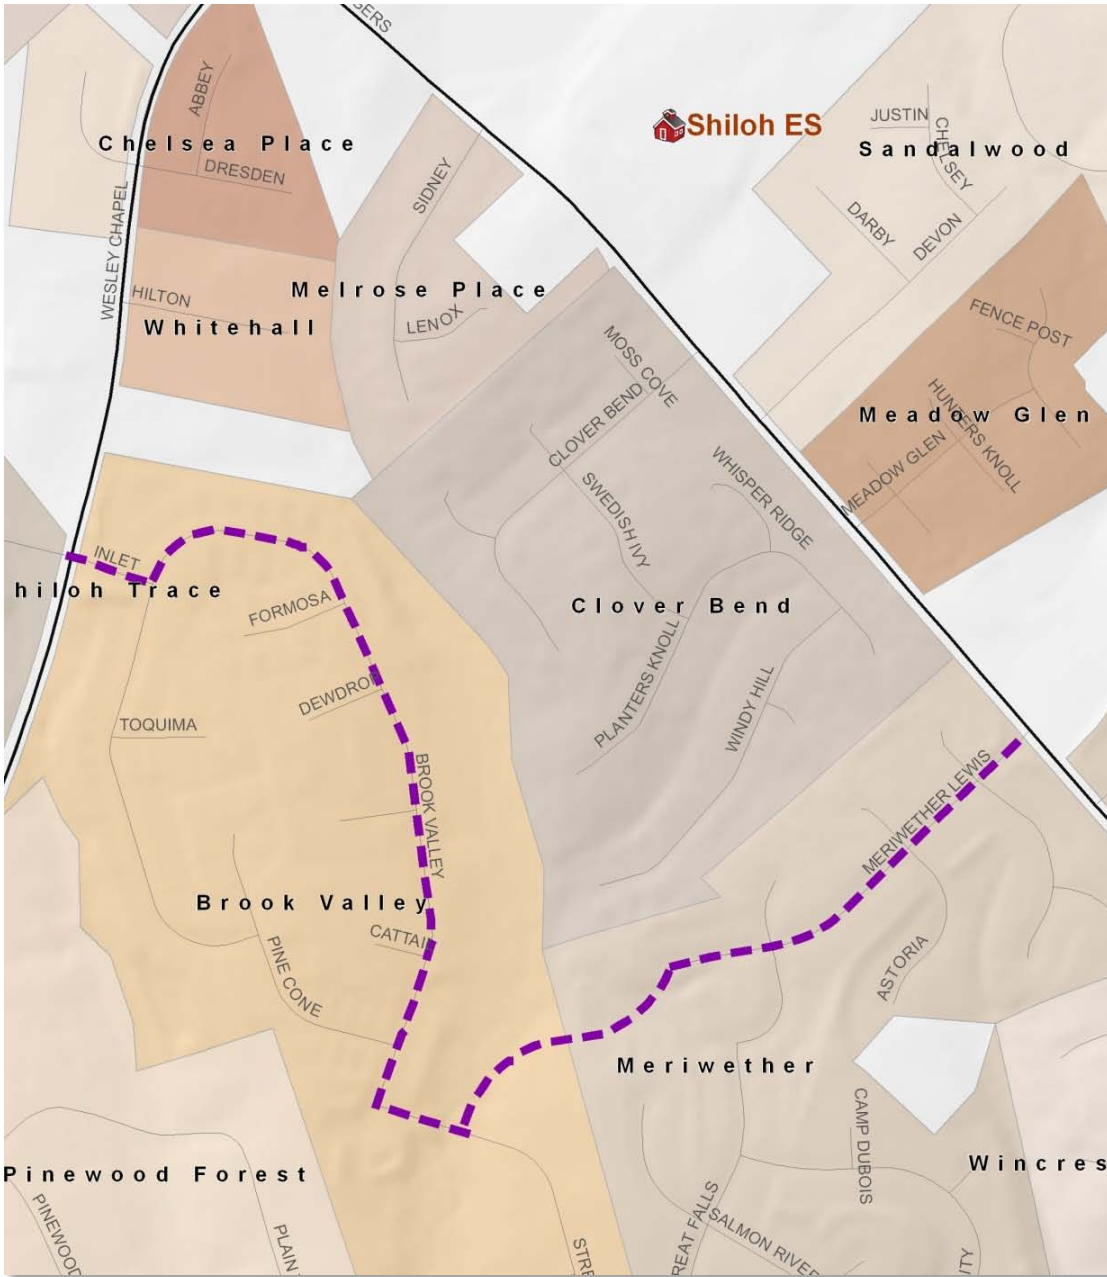 SERS
ABBEY
Shiloh ES
JUSTIN
CHELSEY
Chelsea Place
Sandalwood
DRESDEN
SIDNEY
WESLEY CHAPEL
DARBY
DEVON
HILTON
Melrose Place
Whitehall
LENOX
FENCE POST
MOSS COVE
CLOVER BEND
HUNTERS KNOLL
Meadow Glen
MEADOW GLEN
WHISPER RIDGE
SWEDISH IVY
INLET
hiloh Trace
FORMOSA
Clover Bend
PLANTERS KNOLL
DEWDROP
WINDY HILL
TOQUIMA
BROOK VALLEY
MERIWETHER LEWIS
Brook Valley
CATTAIL
PINE CONE
ASTORIA
Meriwether
CAMP DUBOIS
Pinewood Forest
Wincres
PINEWOOD
PLAIN
STRE
REAT FALLS
SALMON RIVER
ITY